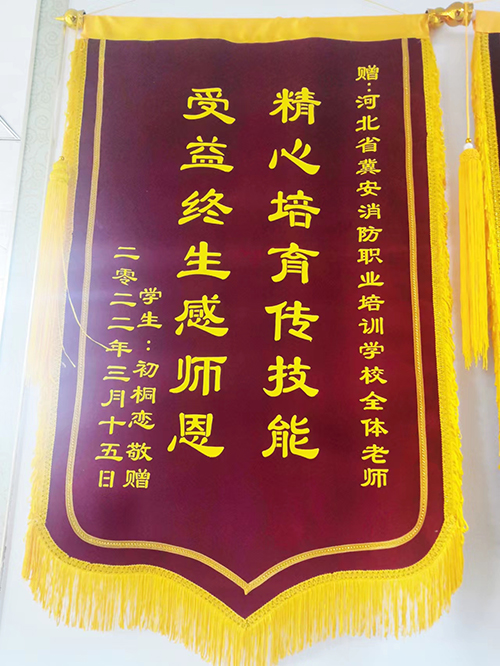 赠:河北省冀安消防职业培训学校全体老师
精心培育传技能
受益终生感师恩
学生:初桐恋 敬赠
二零二二年三月十五日